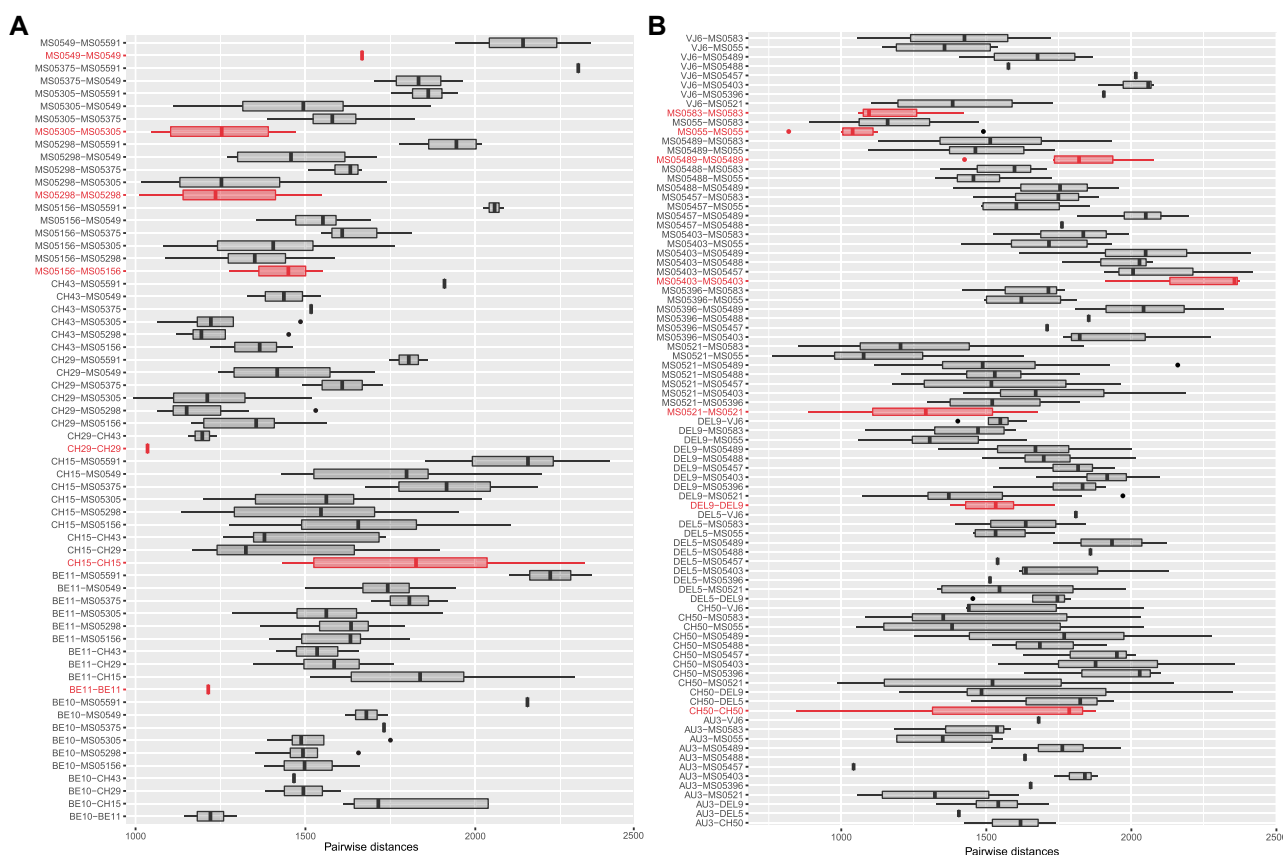 A
MS0549−MS05591
MS0549−MS0549
MS05375−MS05591
MS05375−MS0549
MS05305−MS05591
MS05305−MS0549
MS05305−MS05375
MS05305−MS05305
MS05298−MS05591
MS05298−MS0549
MS05298−MS05375
MS05298−MS05305
MS05298−MS05298
MS05156−MS05591
MS05156−MS0549
MS05156−MS05375
MS05156−MS05305
MS05156−MS05298
MS05156−MS05156
CH43−MS05591
CH43−MS0549
CH43−MS05375
CH43−MS05305
CH43−MS05298
CH43−MS05156
CH29−MS05591
CH29−MS0549
CH29−MS05375
CH29−MS05305
CH29−MS05298
CH29−MS05156
CH29−CH43
CH29−CH29
CH15−MS05591
CH15−MS0549
CH15−MS05375
CH15−MS05305
CH15−MS05298
CH15−MS05156
CH15−CH43
CH15−CH29
CH15−CH15
BE11−MS05591
BE11−MS0549
BE11−MS05375
BE11−MS05305
BE11−MS05298
BE11−MS05156
BE11−CH43
BE11−CH29
BE11−CH15
BE11−BE11
BE10−MS05591
BE10−MS0549
BE10−MS05375
BE10−MS05305
BE10−MS05298
BE10−MS05156
BE10−CH43
BE10−CH29
BE10−CH15
BE10−BE11
1000 1500 2000 2500
Pairwise distances
B
VJ6−MS0583
VJ6−MS055
VJ6−MS05489
VJ6−MS05488
VJ6−MS05457
VJ6−MS05403
VJ6−MS05396
VJ6−MS0521
MS0583−MS0583
MS055−MS0583
MS055−MS055
MS05489−MS0583
MS05489−MS055
MS05489−MS05489
MS05488−MS0583
MS05488−MS055
MS05488−MS05489
MS05457−MS0583
MS05457−MS055
MS05457−MS05489
MS05457−MS05488
MS05403−MS0583
MS05403−MS055
MS05403−MS05489
MS05403−MS05488
MS05403−MS05457
MS05403−MS05403
MS05396−MS0583
MS05396−MS055
MS05396−MS05489
MS05396−MS05488
MS05396−MS05457
MS05396−MS05403
MS0521−MS0583
MS0521−MS055
MS0521−MS05489
MS0521−MS05488
MS0521−MS05457
MS0521−MS05403
MS0521−MS05396
MS0521−MS0521
DEL9−VJ6
DEL9−MS0583
DEL9−MS055
DEL9−MS05489
DEL9−MS05488
DEL9−MS05457
DEL9−MS05403
DEL9−MS05396
DEL9−MS0521
DEL9−DEL9
DEL5−VJ6
DEL5−MS0583
DEL5−MS055
DEL5−MS05489
DEL5−MS05488
DEL5−MS05457
DEL5−MS05403
DEL5−MS05396
DEL5−MS0521
DEL5−DEL9
CH50−VJ6
CH50−MS0583
CH50−MS055
CH50−MS05489
CH50−MS05488
CH50−MS05457
CH50−MS05403
CH50−MS05396
CH50−MS0521
CH50−DEL9
CH50−DEL5
CH50−CH50
AU3−VJ6
AU3−MS0583
AU3−MS055
AU3−MS05489
AU3−MS05488
AU3−MS05457
AU3−MS05403
AU3−MS05396
AU3−MS0521
AU3−DEL9
AU3−DEL5
AU3−CH50
1000 1500 2000 2500
Pairwise distances